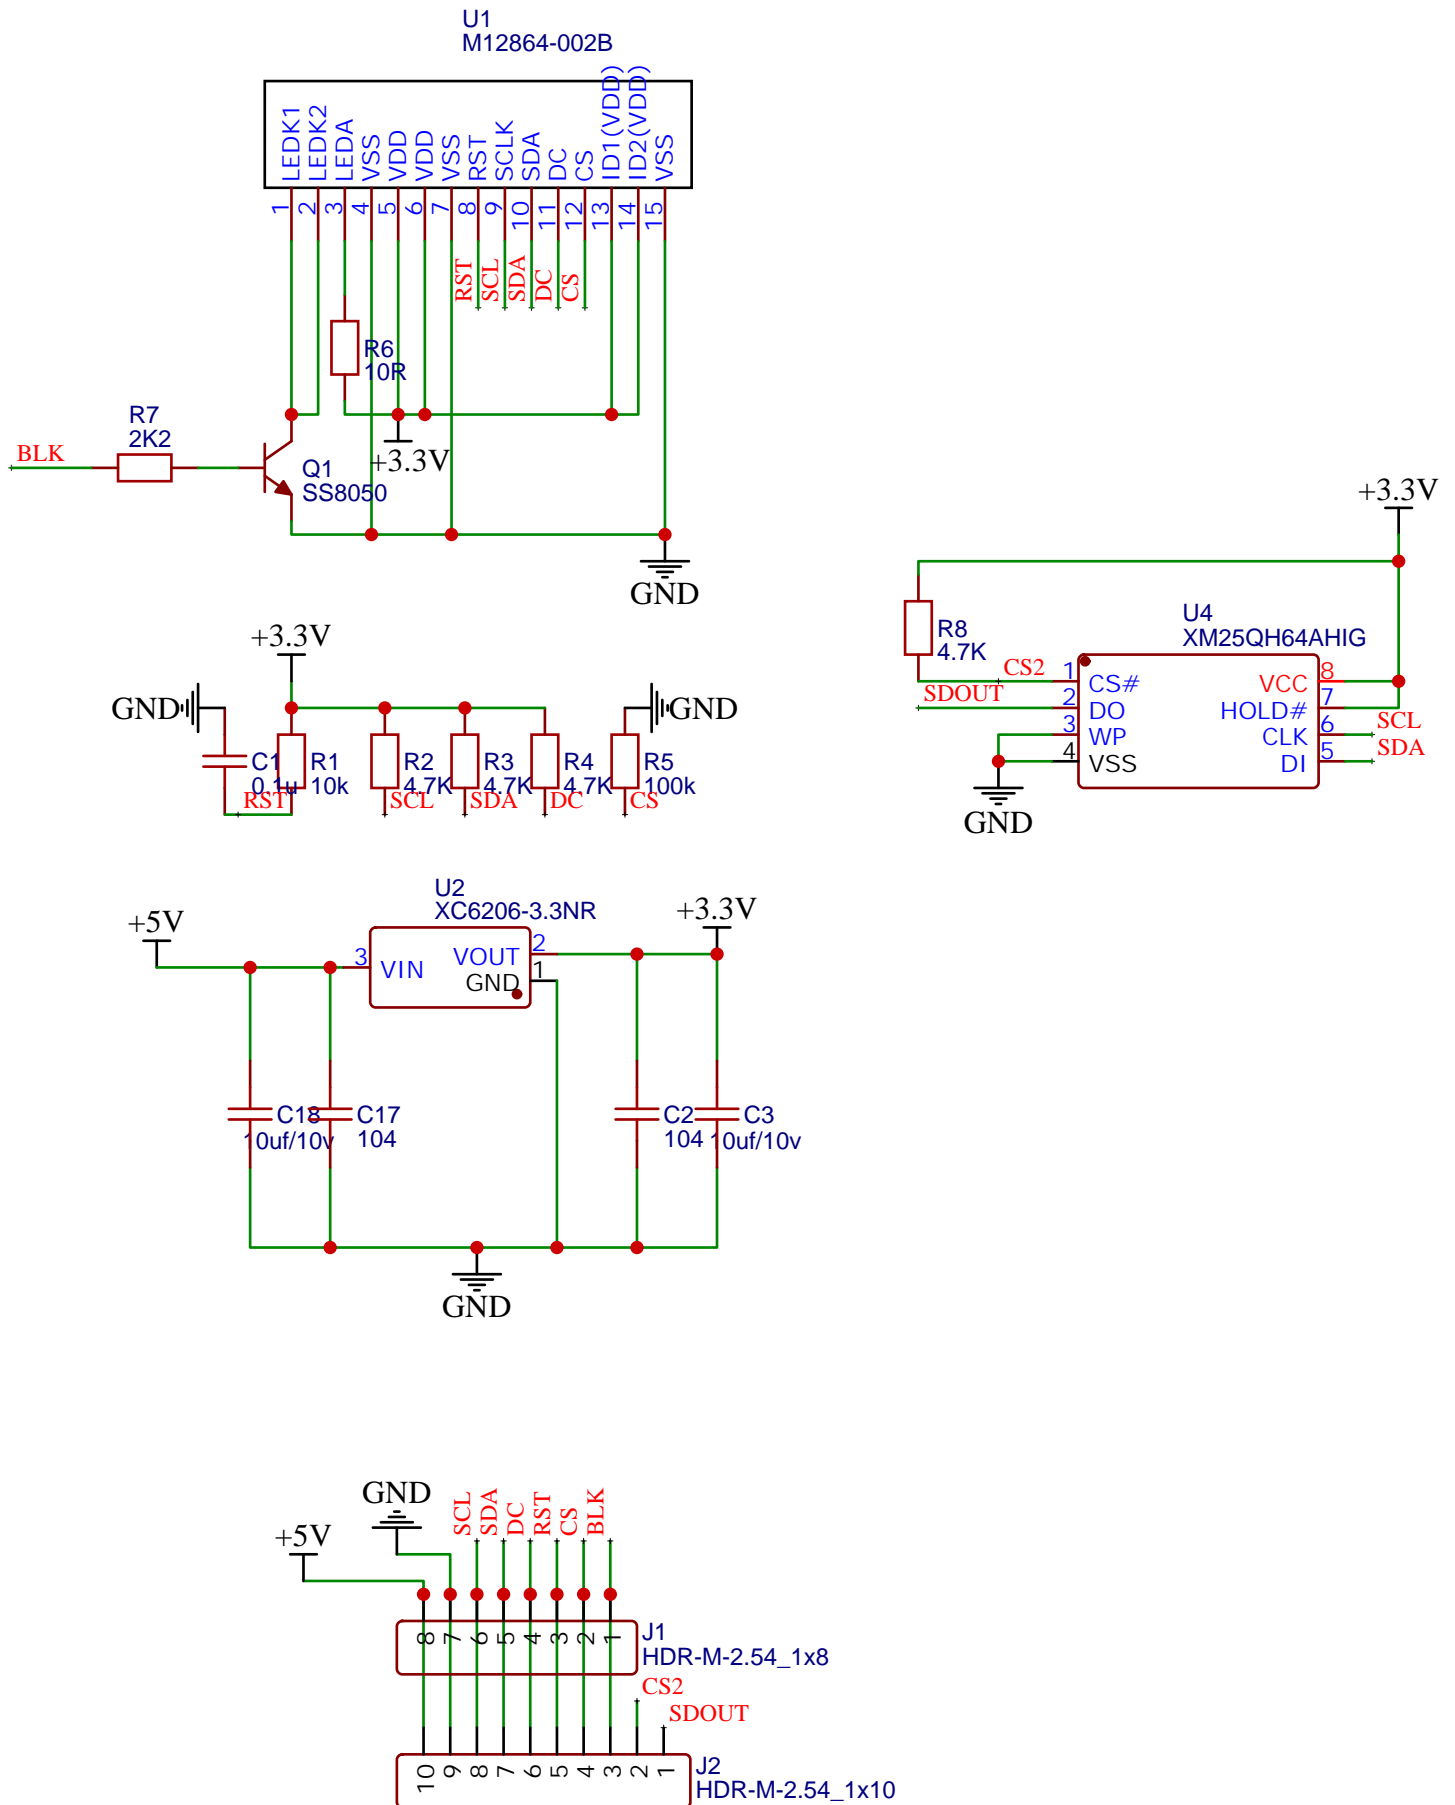 U1
M12864-002B
LEDK1
LEDK2
LEDA
VSS
VDD
VDD
VSS
RST
SCLK
SDA
DC
CS
ID1(VDD)
ID2(VDD)
VSS
1
2
3
4
5
6
7
8
9
10
11
12
13
14
15
RST
SCL
SDA
DC
CS
R6
10R
R7
2K2
BLK
Q1
SS8050
+3.3V
GND
+3.3V
R8
4.7K
U4
XM25QH64AHIG
CS2
SDOUT
1
2
3
4
CS#
DO
WP
VSS
VCC
HOLD#
CLK
DI
8
7
6
5
SCL
SDA
GND
+3.3V
GND
GND
C1
0.1u
R1
10k
R2
4.7K
R3
4.7K
R4
4.7K
R5
100k
RST
SCL
SDA
DC
CS
U2
XC6206-3.3NR
+5V
+3.3V
3
VIN
VOUT
GND
2
1
C18
10uf/10v
C17
104
C2
104
C3
10uf/10v
GND
GND
+5V
SCL
SDA
DC
RST
CS
BLK
8
7
6
5
4
3
2
1
J1
HDR-M-2.54_1x8
CS2
SDOUT
10
9
8
7
6
5
4
3
2
1
J2
HDR-M-2.54_1x10